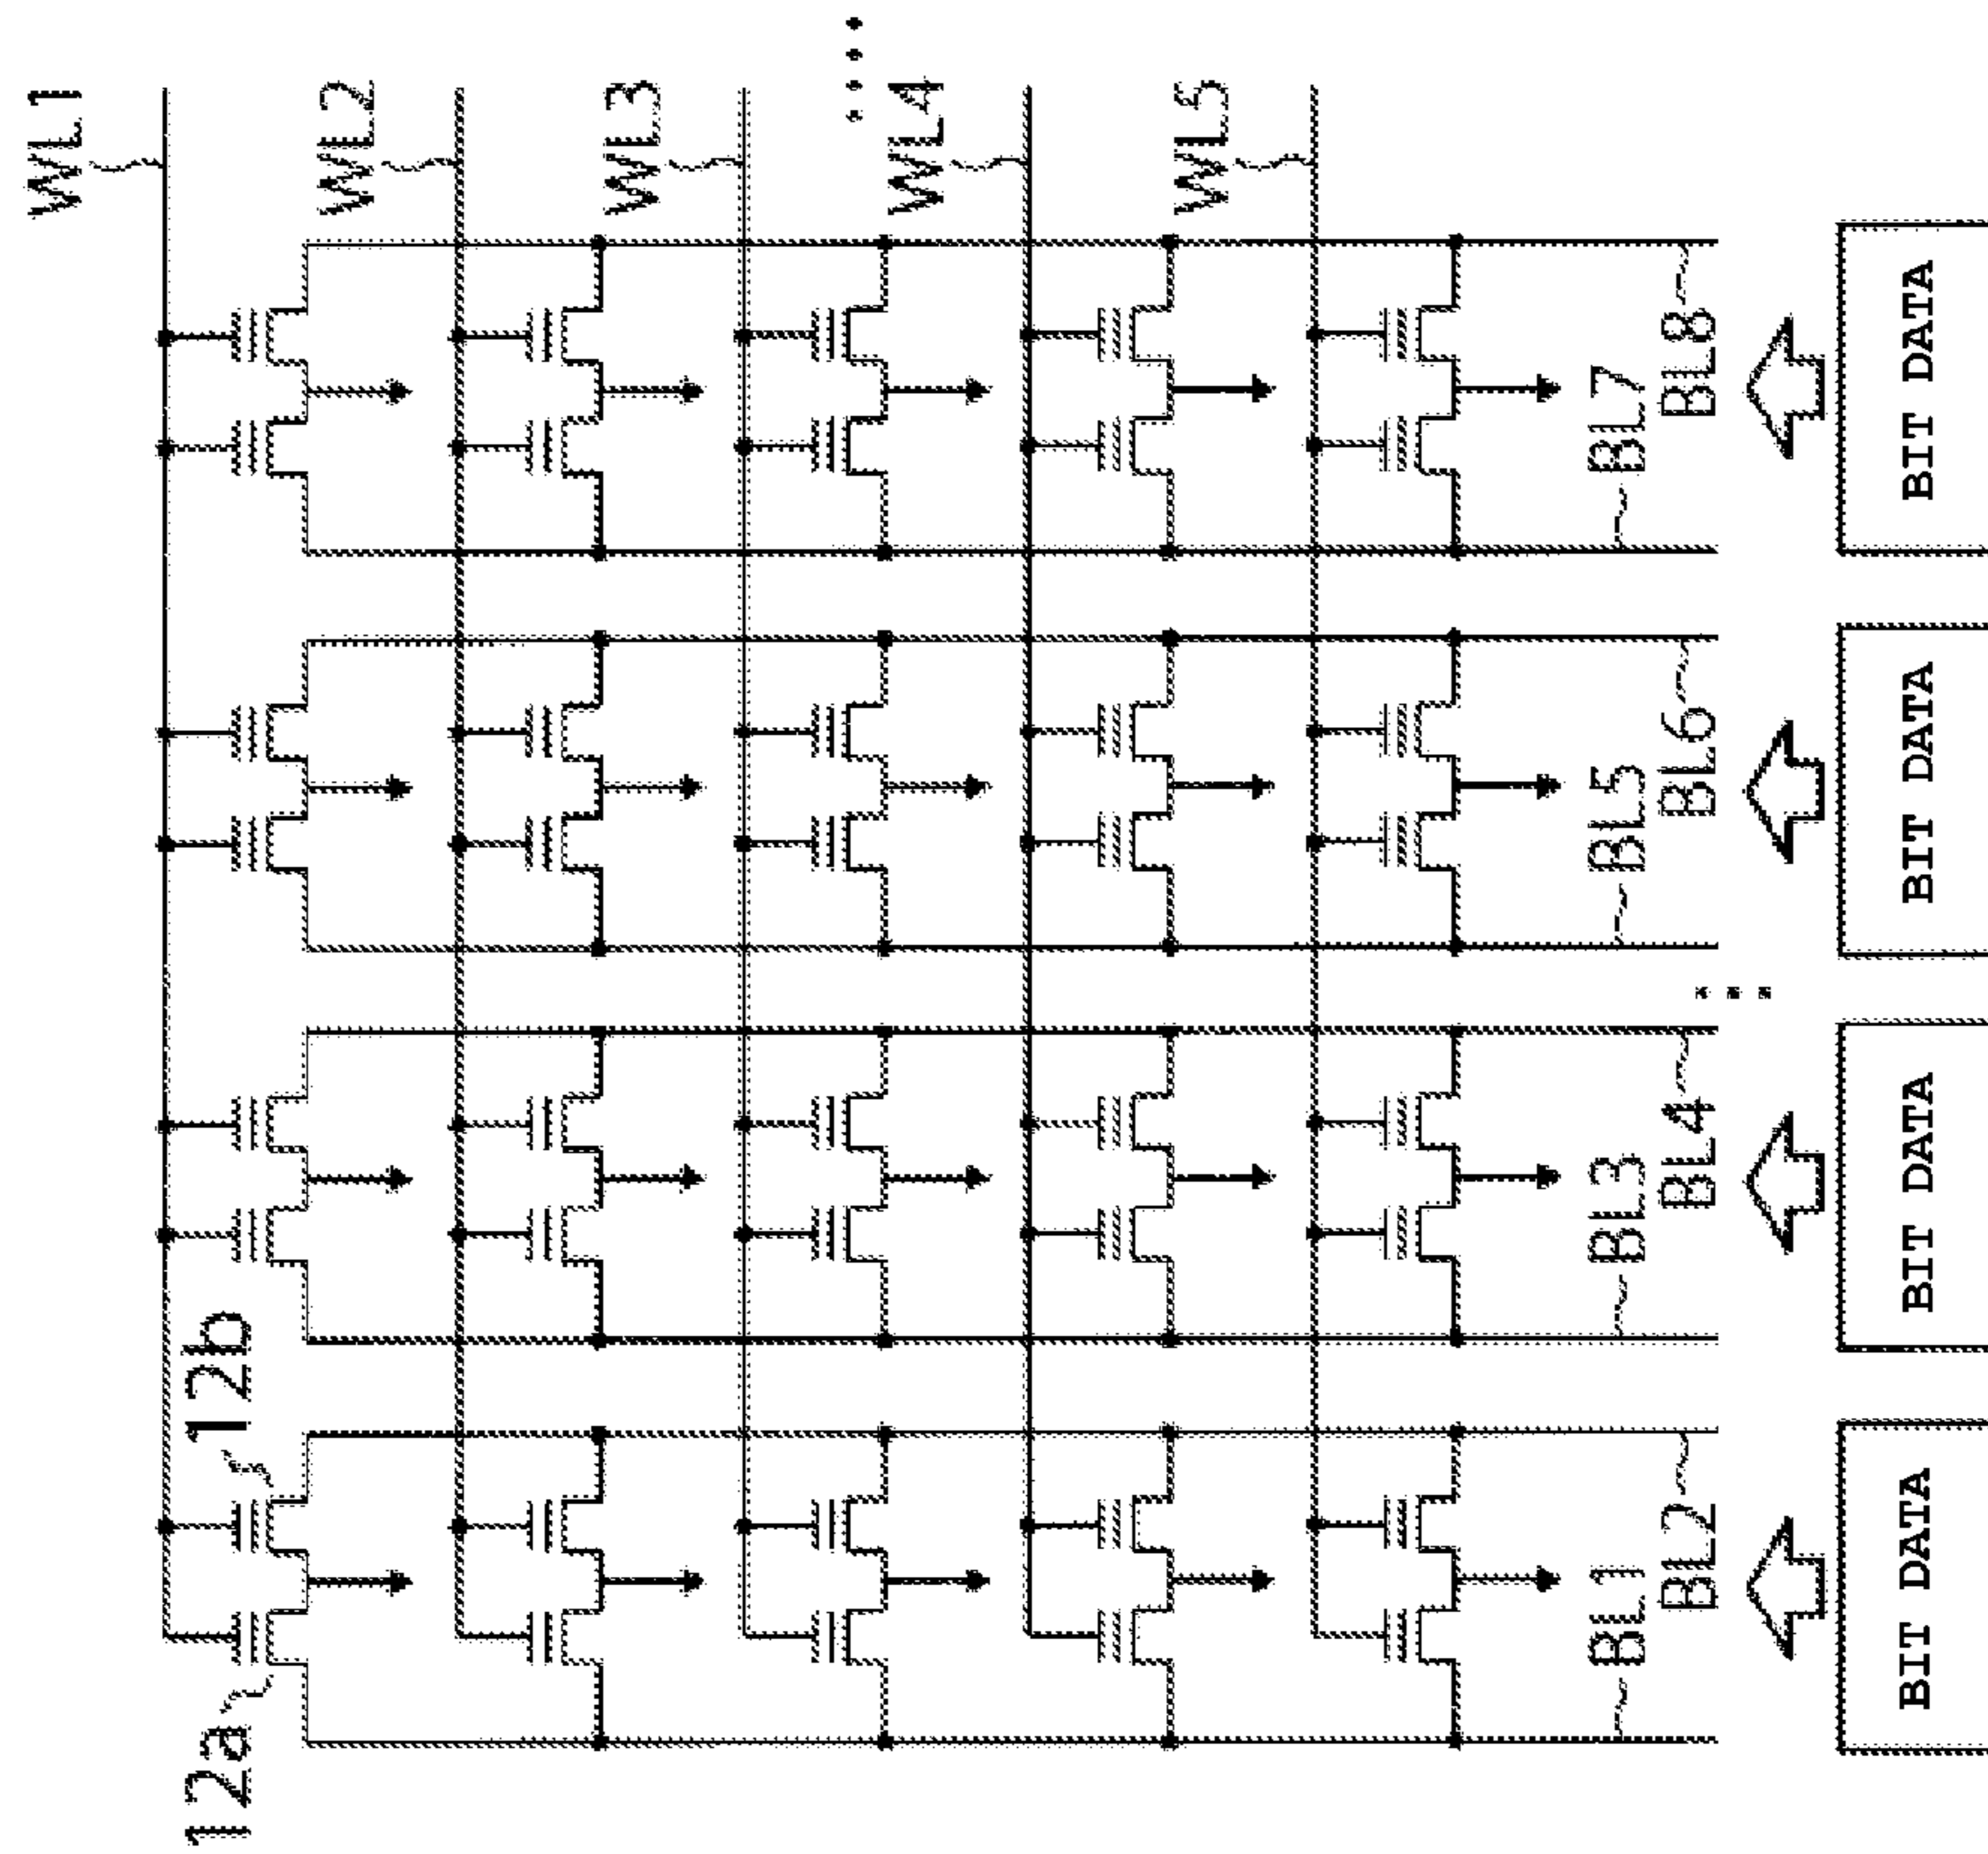 WL1
WL2
WL3
WL4
WL5
12a
12b
BL1
BL2
BL3
BL4
BL5
BL6
BL7
BL8
BIT DATA
BIT DATA
BIT DATA
BIT DATA